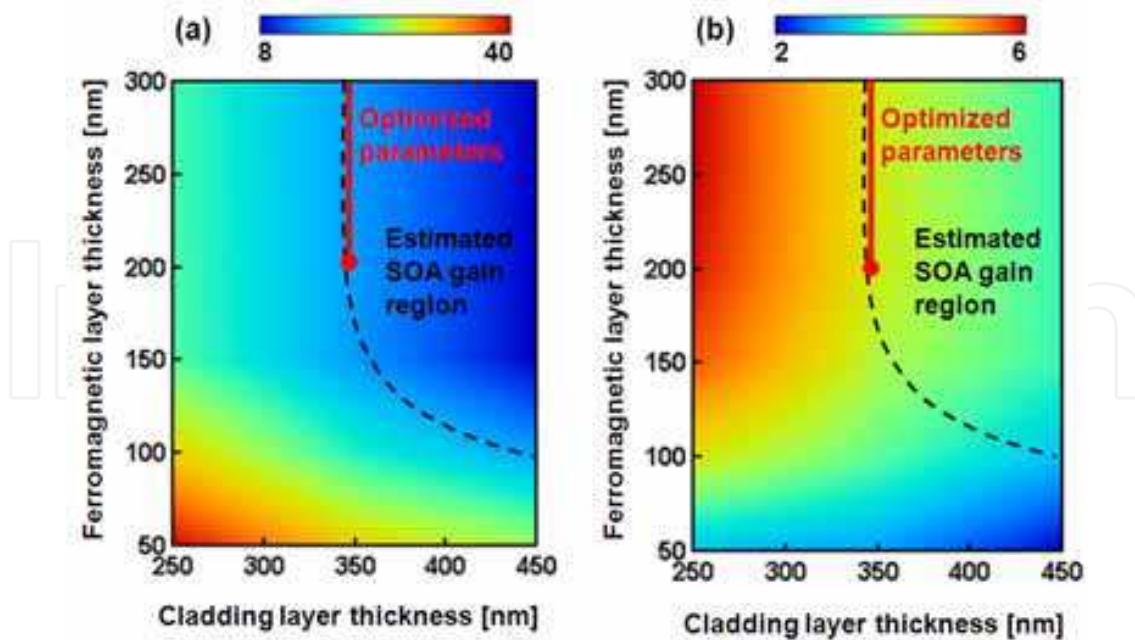 (a)
8 40
300
250
200
150
100
50
250 300 350 400 450
Ferromagnetic layer thickness [nm]
Cladding layer thickness [nm]
Optimized
parameters
Estimated
SOA gain
region
(b)
2 6
300
250
200
150
100
50
250 300 350 400 450
Ferromagnetic layer thickness [nm]
Cladding layer thickness [nm]
Optimized
parameters
Estimated
SOA gain
region